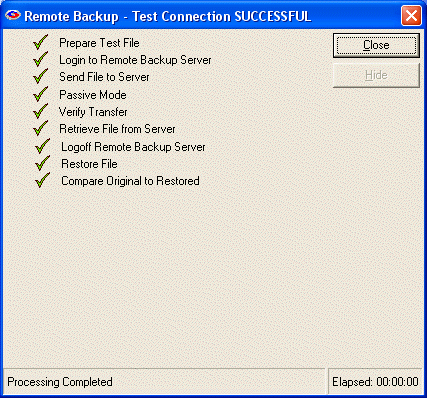 Remote Backup - Test Connection SUCCESSFUL
Prepare Test File
Login to Remote Backup Server
Send File to Server
Passive Mode
Verify Transfer
Retrieve File from Server
Logoff Remote Backup Server
Restore File
Compare Original to Restored
Close
Hide
Processing Completed
Elapsed: 00:00:00